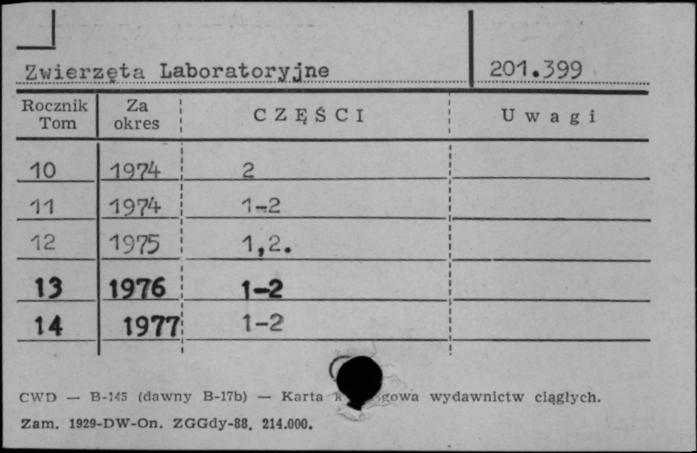 Zwierzęta Laboratoryjne 201.399
Rocznik Tom Za okres CZĘŚCI Uwagi
10 1974 2
11 1974 1-2
12 1975 1,2.
13 1976 1-2
14 1977 1-2
CWD — B-145 (dawny B-17b) — Karta wydawnictw ciągłych.
Zam. 1929-DW-On. ZGGdy-88. 214.000.